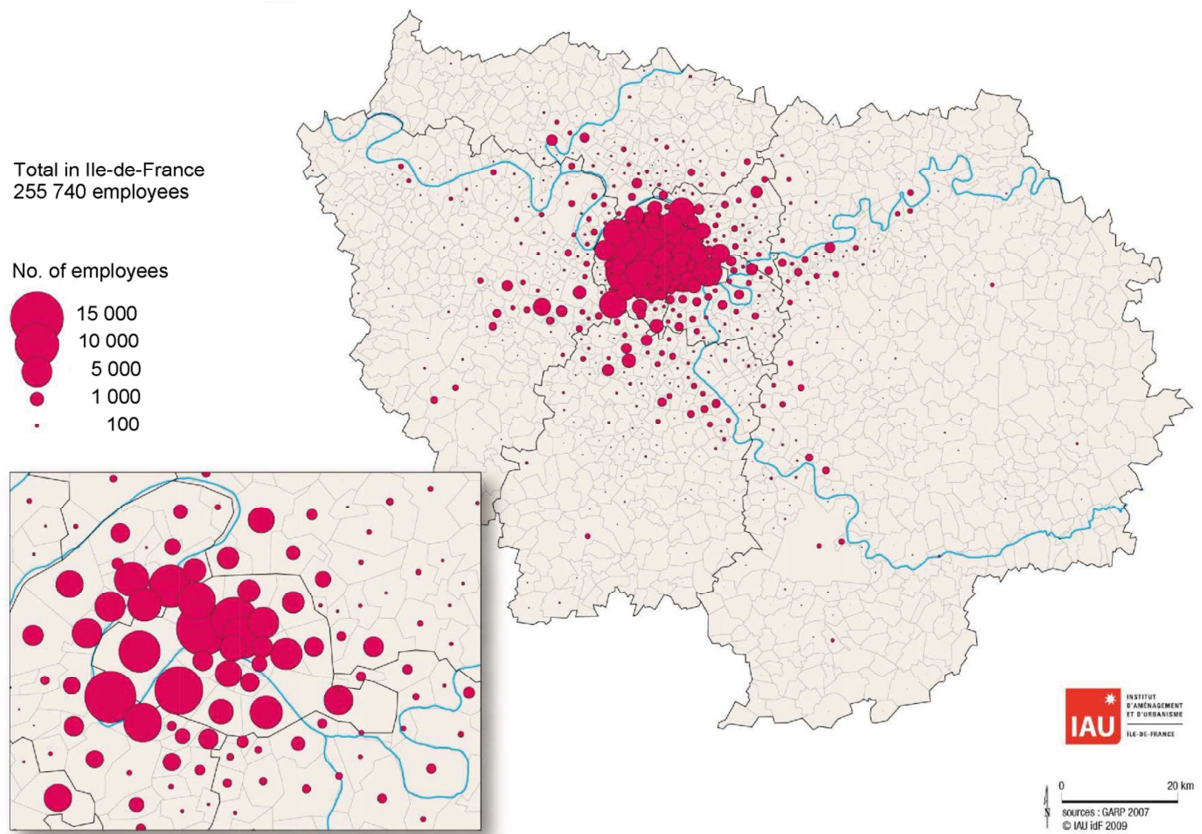 Total in Ile-de-France
255 740 employees
No. of employees
15 000
10 000
5 000
1 000
100
IAU
INSTITUT
D'AMÉNAGEMENT
ET D'URBANISME
ÎLE-DE-FRANCE
0 20 km
N
sources : GARP 2007
© IAU îdF 2009